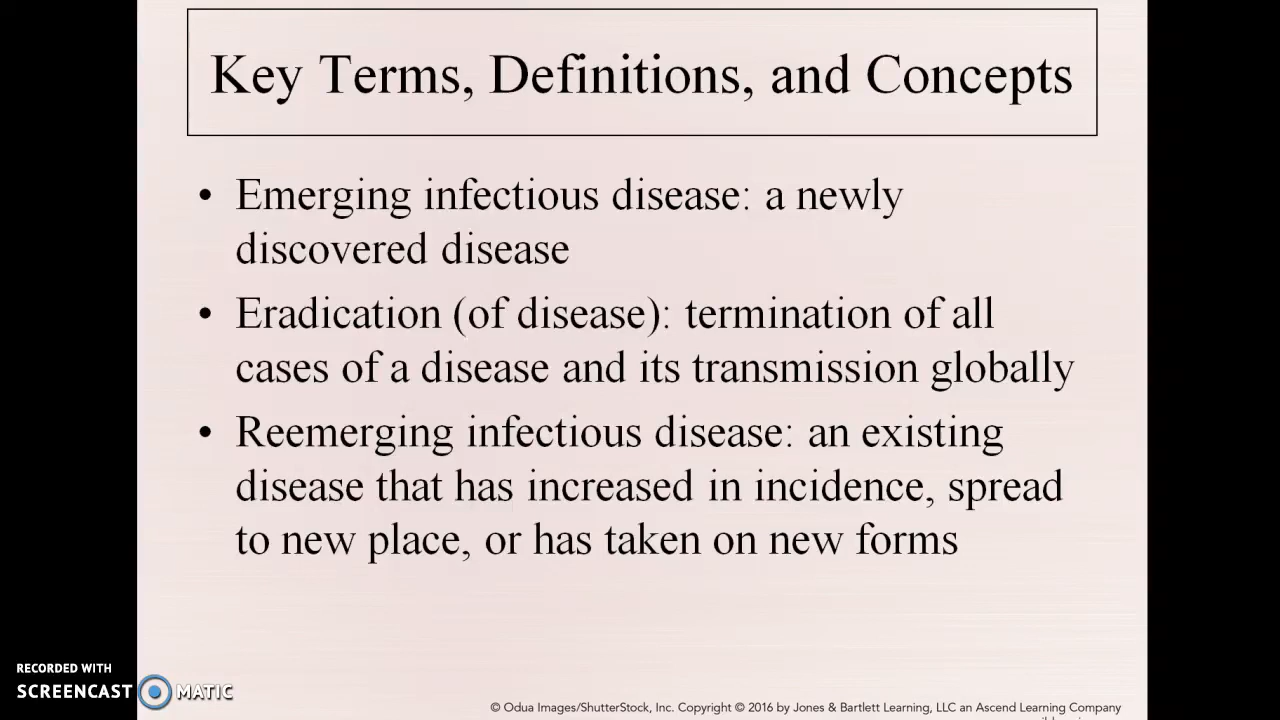 Key Terms, Definitions, and Concepts
• Emerging infectious disease: a newly
discovered disease
• Eradication (of disease): termination of all
cases of a disease and its transmission globally
• Reemerging infectious disease: an existing
disease that has increased in incidence, spread
to new place, or has taken on new forms
RECORDED WITH
SCREENCAST MATIC
© Odua Images/ShutterStock, Inc. Copyright © 2016 by Jones & Bartlett Learning, LLC an Ascend Learning Company